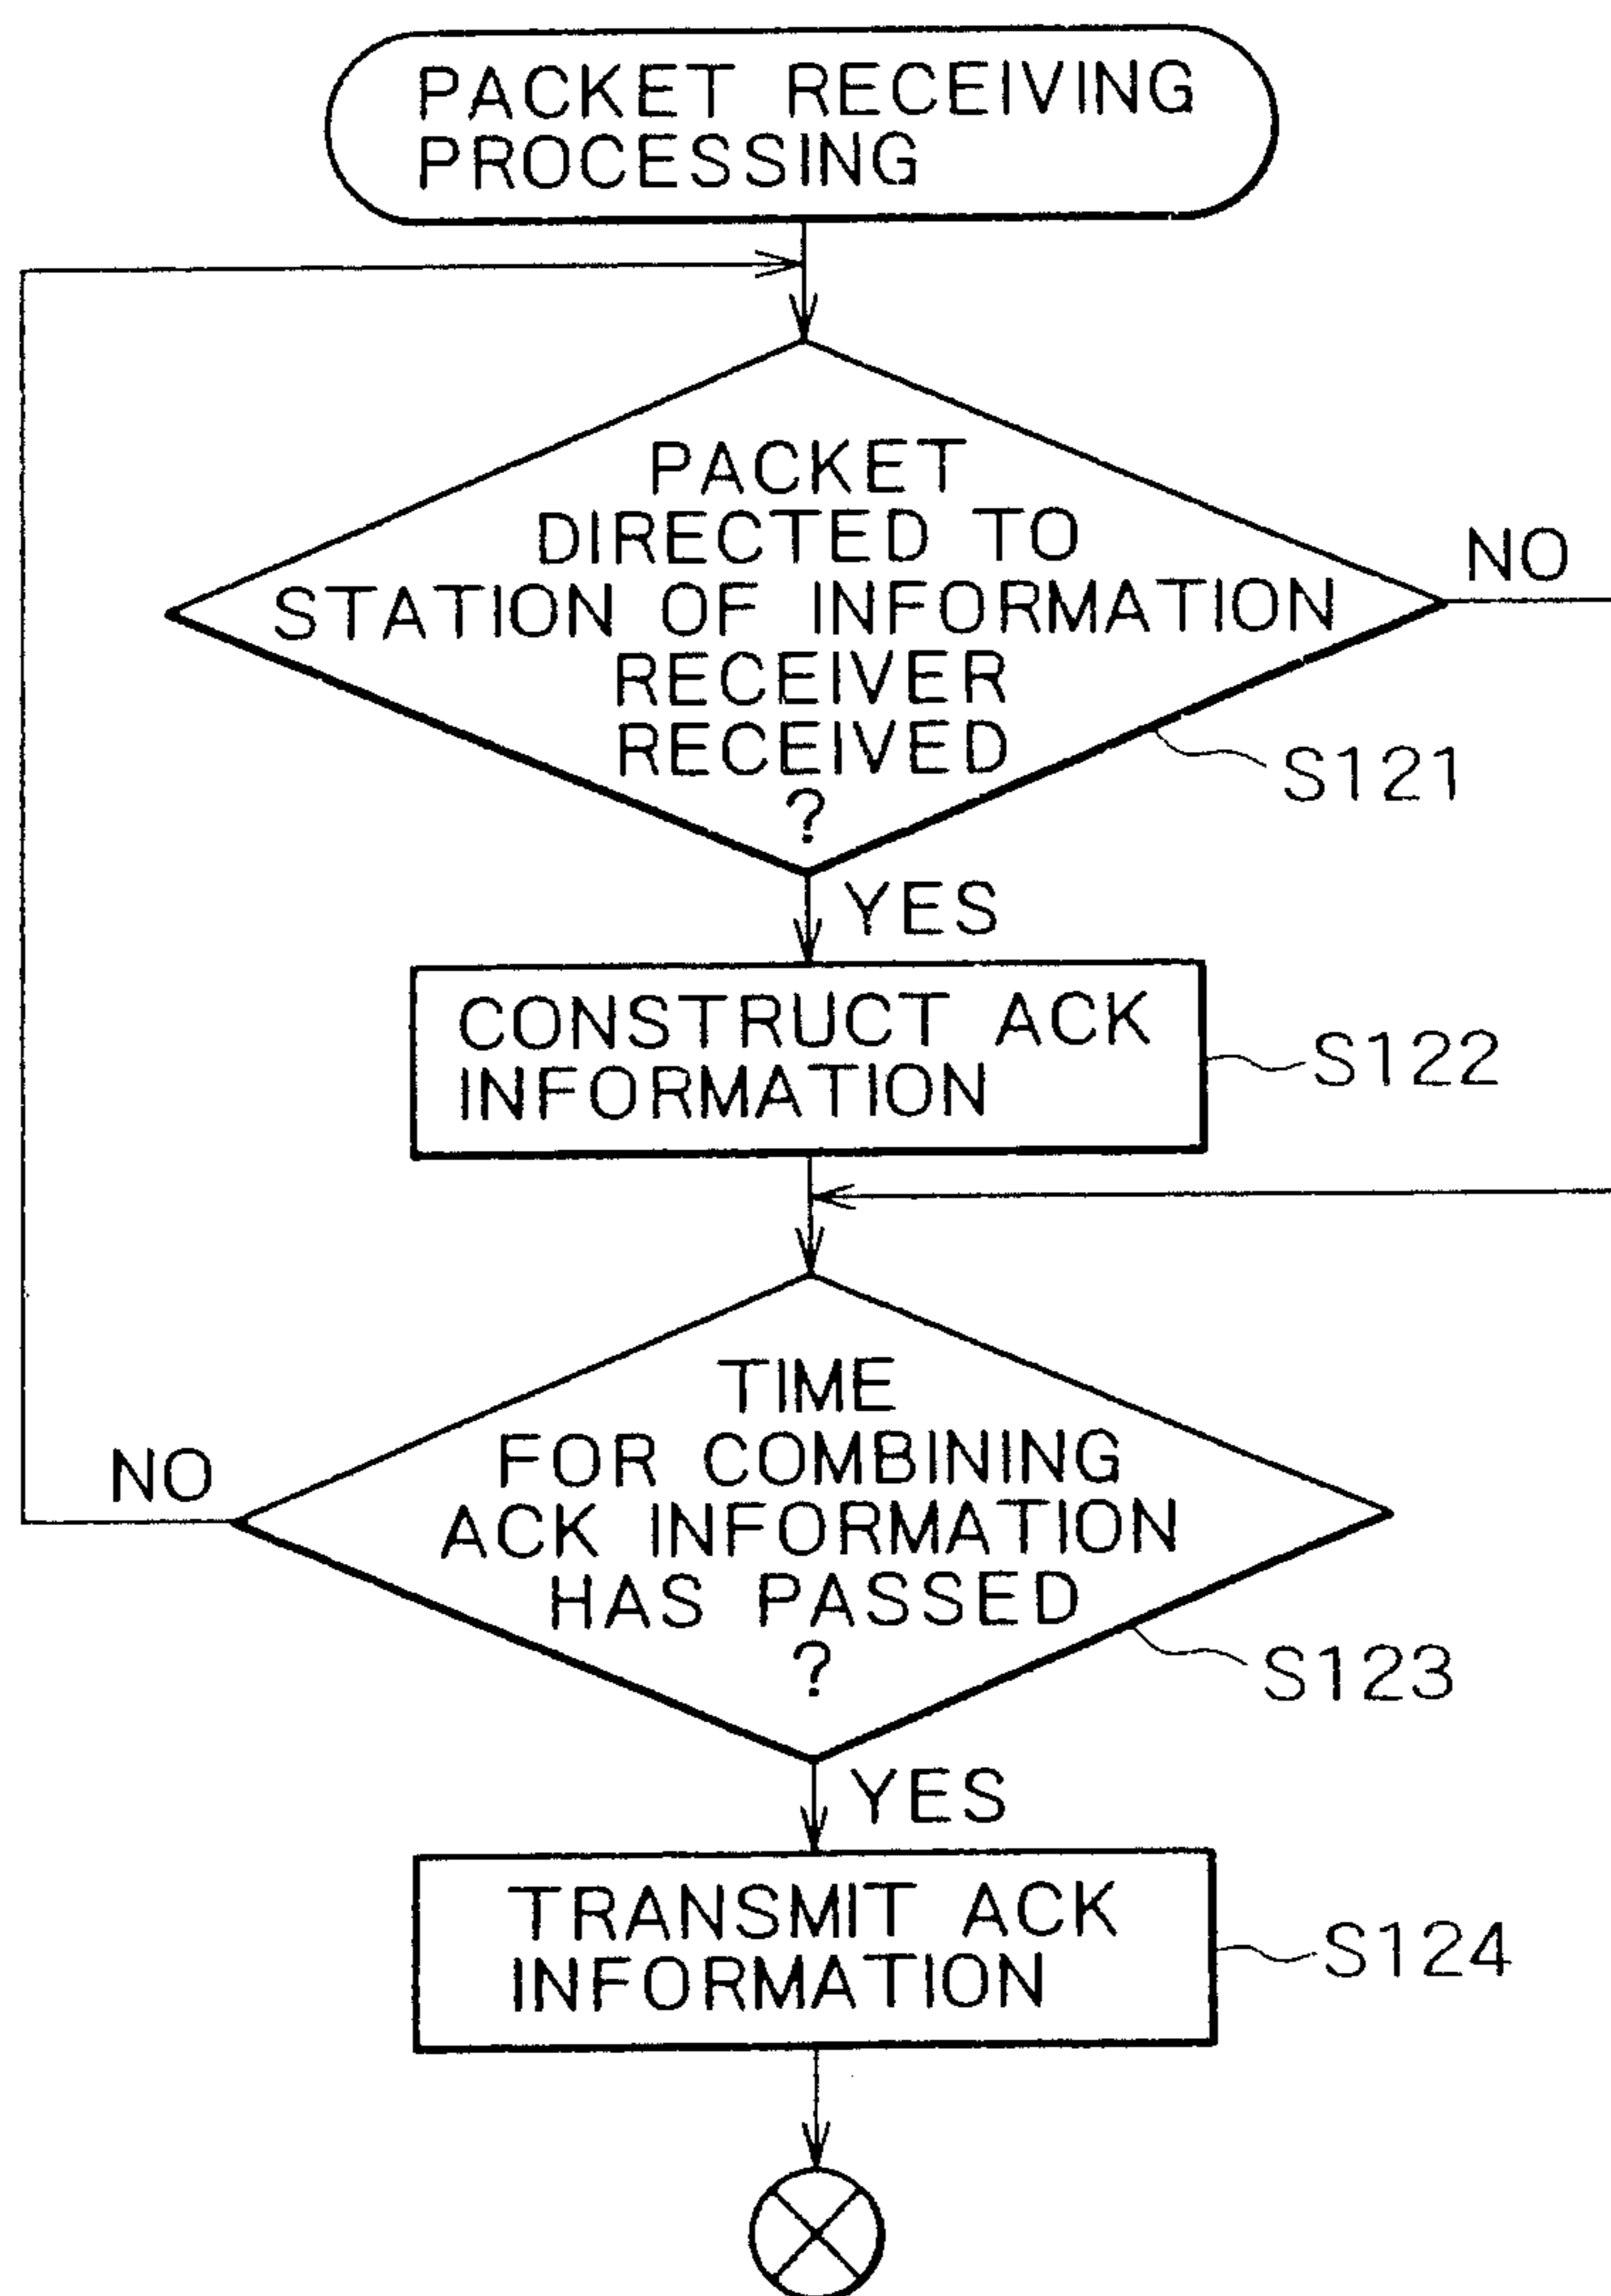 PACKET RECEIVING
PROCESSING
PACKET
DIRECTED TO
STATION OF INFORMATION
RECEIVER
RECEIVED
?
NO
S121
YES
CONSTRUCT ACK
INFORMATION
S122
TIME
FOR COMBINING
ACK INFORMATION
HAS PASSED
?
NO
S123
YES
TRANSMIT ACK
INFORMATION
S124